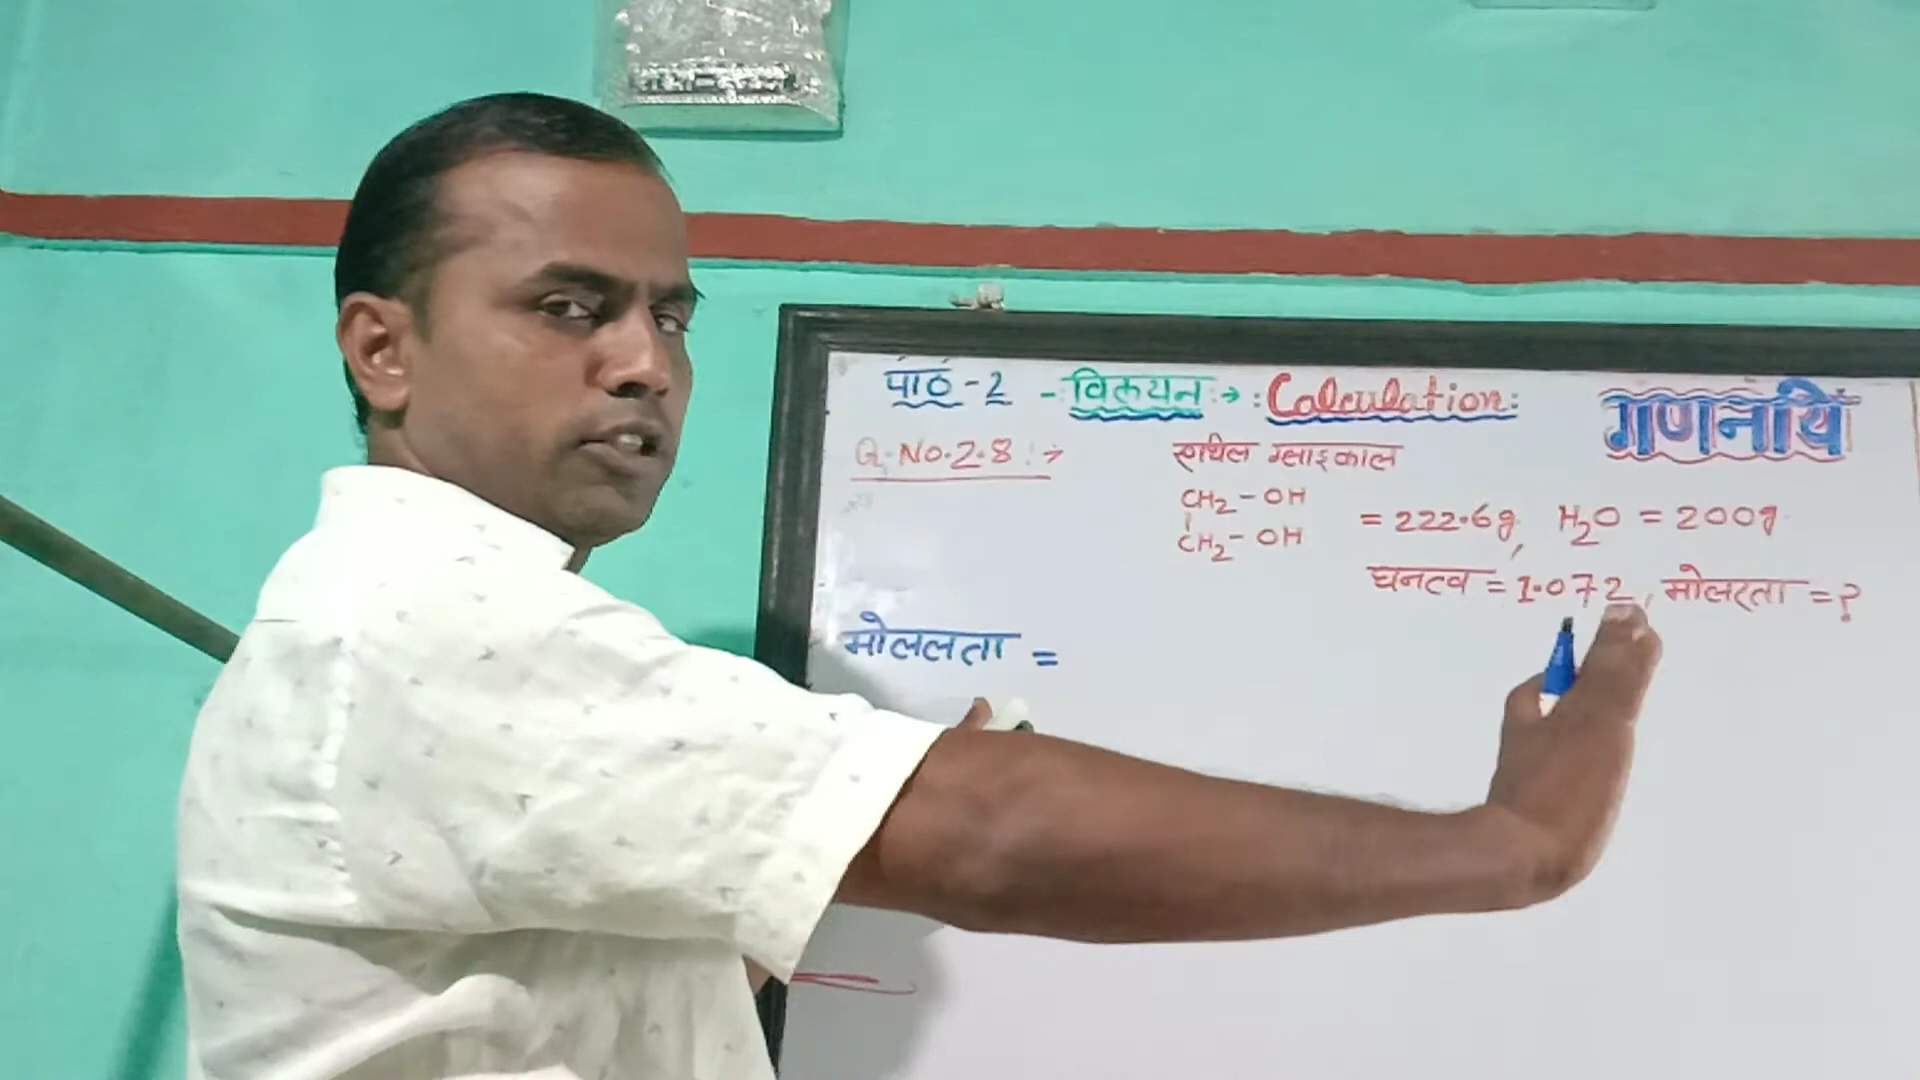 पाठ-2 - विलयन :→ : Calculation: गणनायें
Q.No.2.8 :→ एथिल ग्लाइकाल
CH2-OH
= 222.6g, H2O = 200g
CH2-OH
घनत्व = 1.072, मोलरता = ?
मोललता =